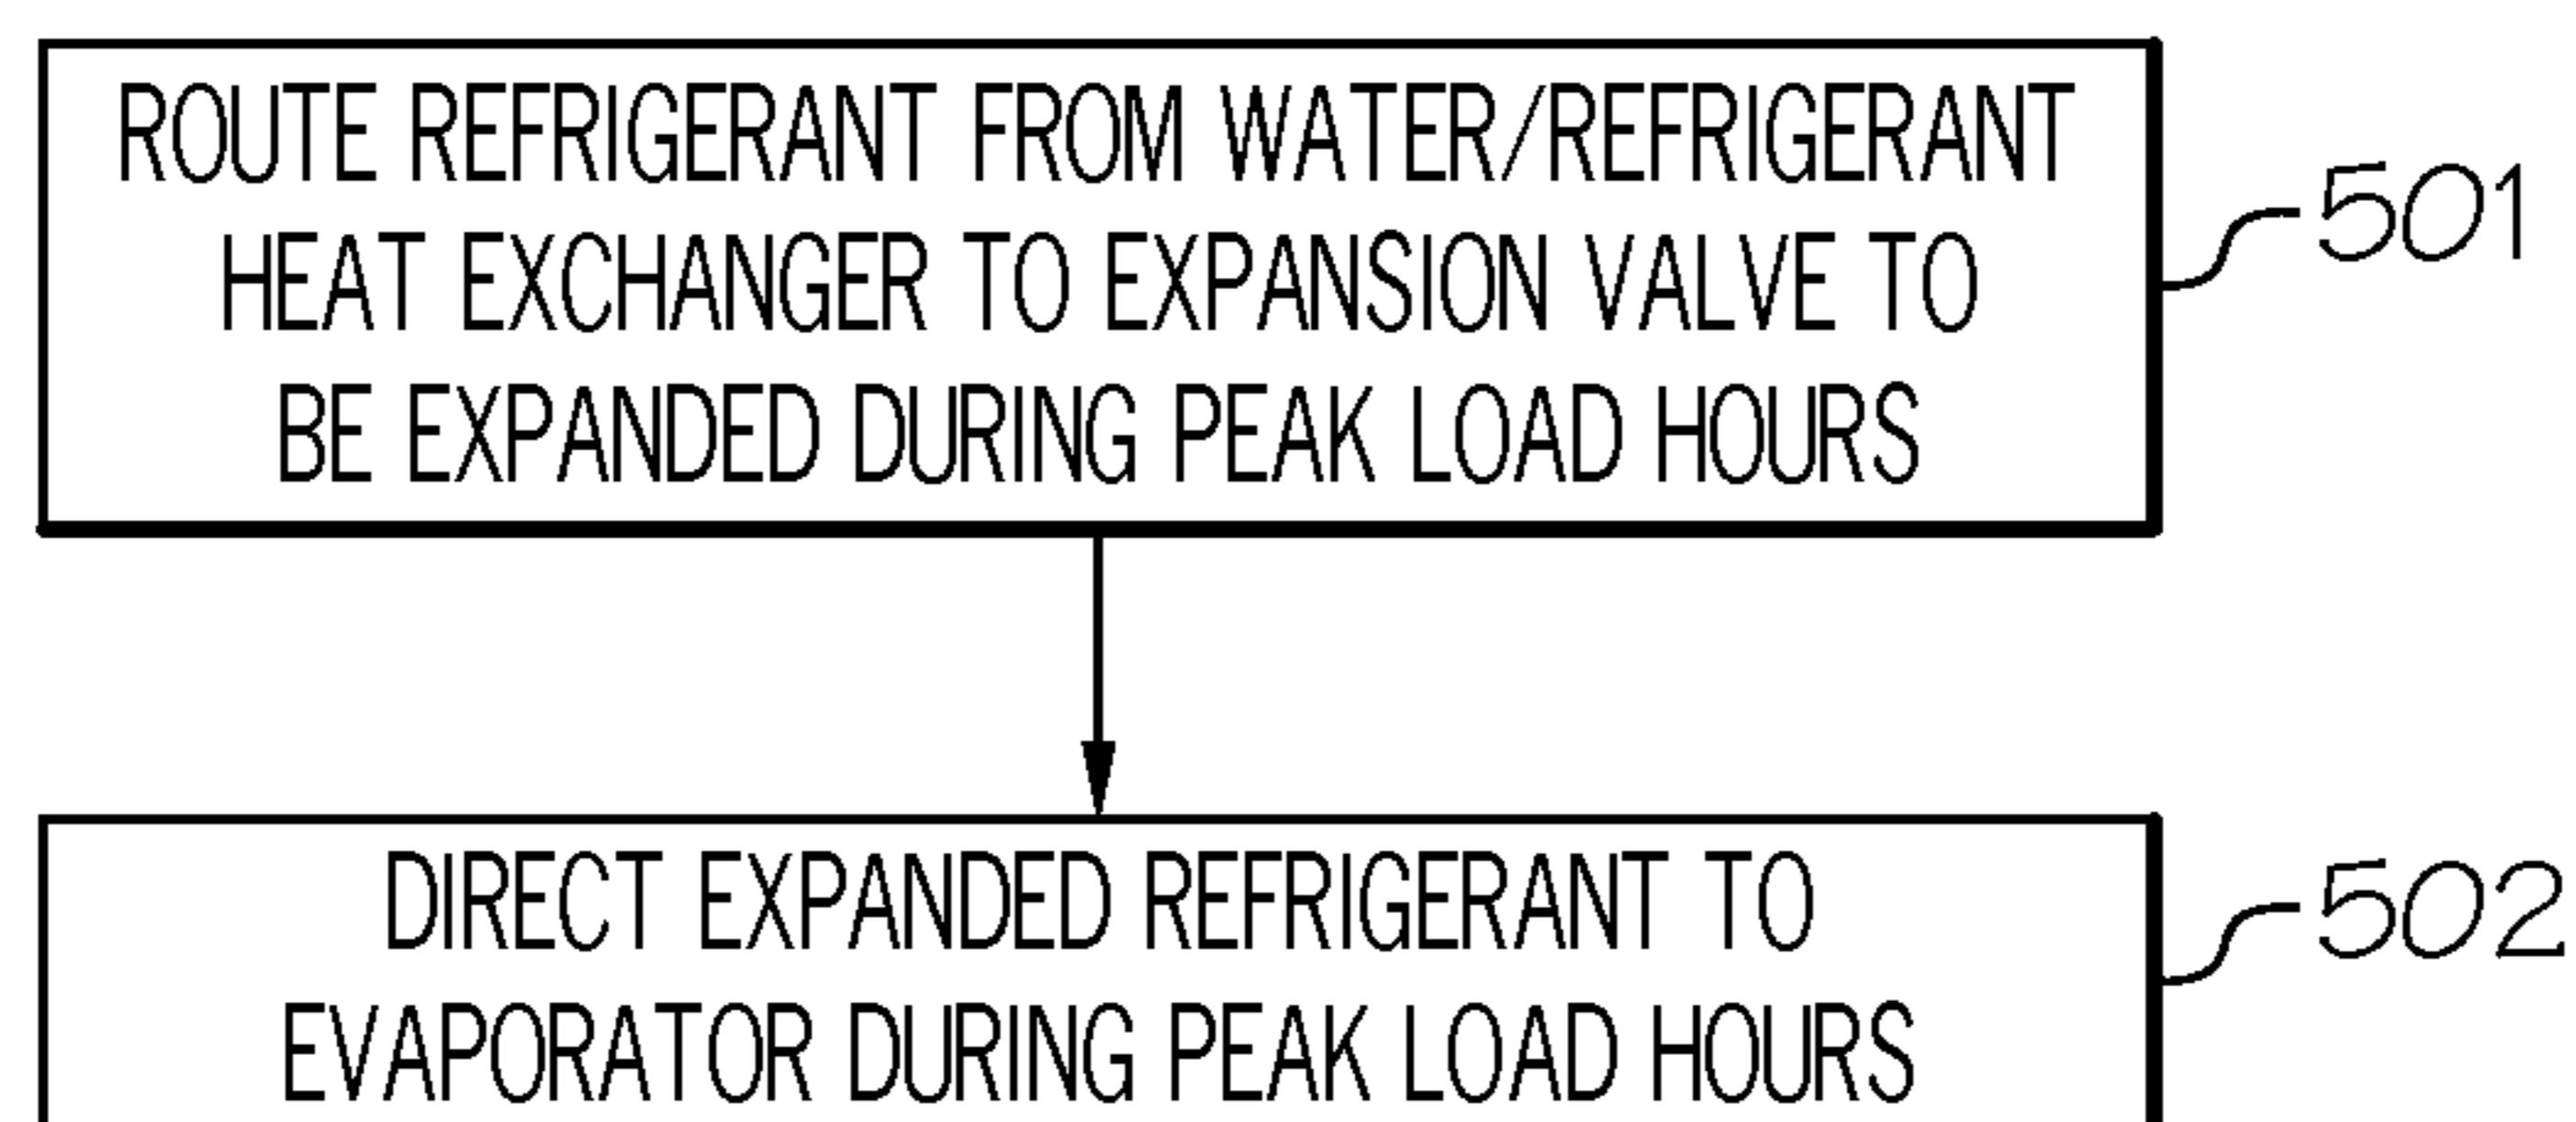 ROUTE REFRIGERANT FROM WATER/REFRIGERANT
HEAT EXCHANGER TO EXPANSION VALVE TO
BE EXPANDED DURING PEAK LOAD HOURS
501
DIRECT EXPANDED REFRIGERANT TO
EVAPORATOR DURING PEAK LOAD HOURS
502